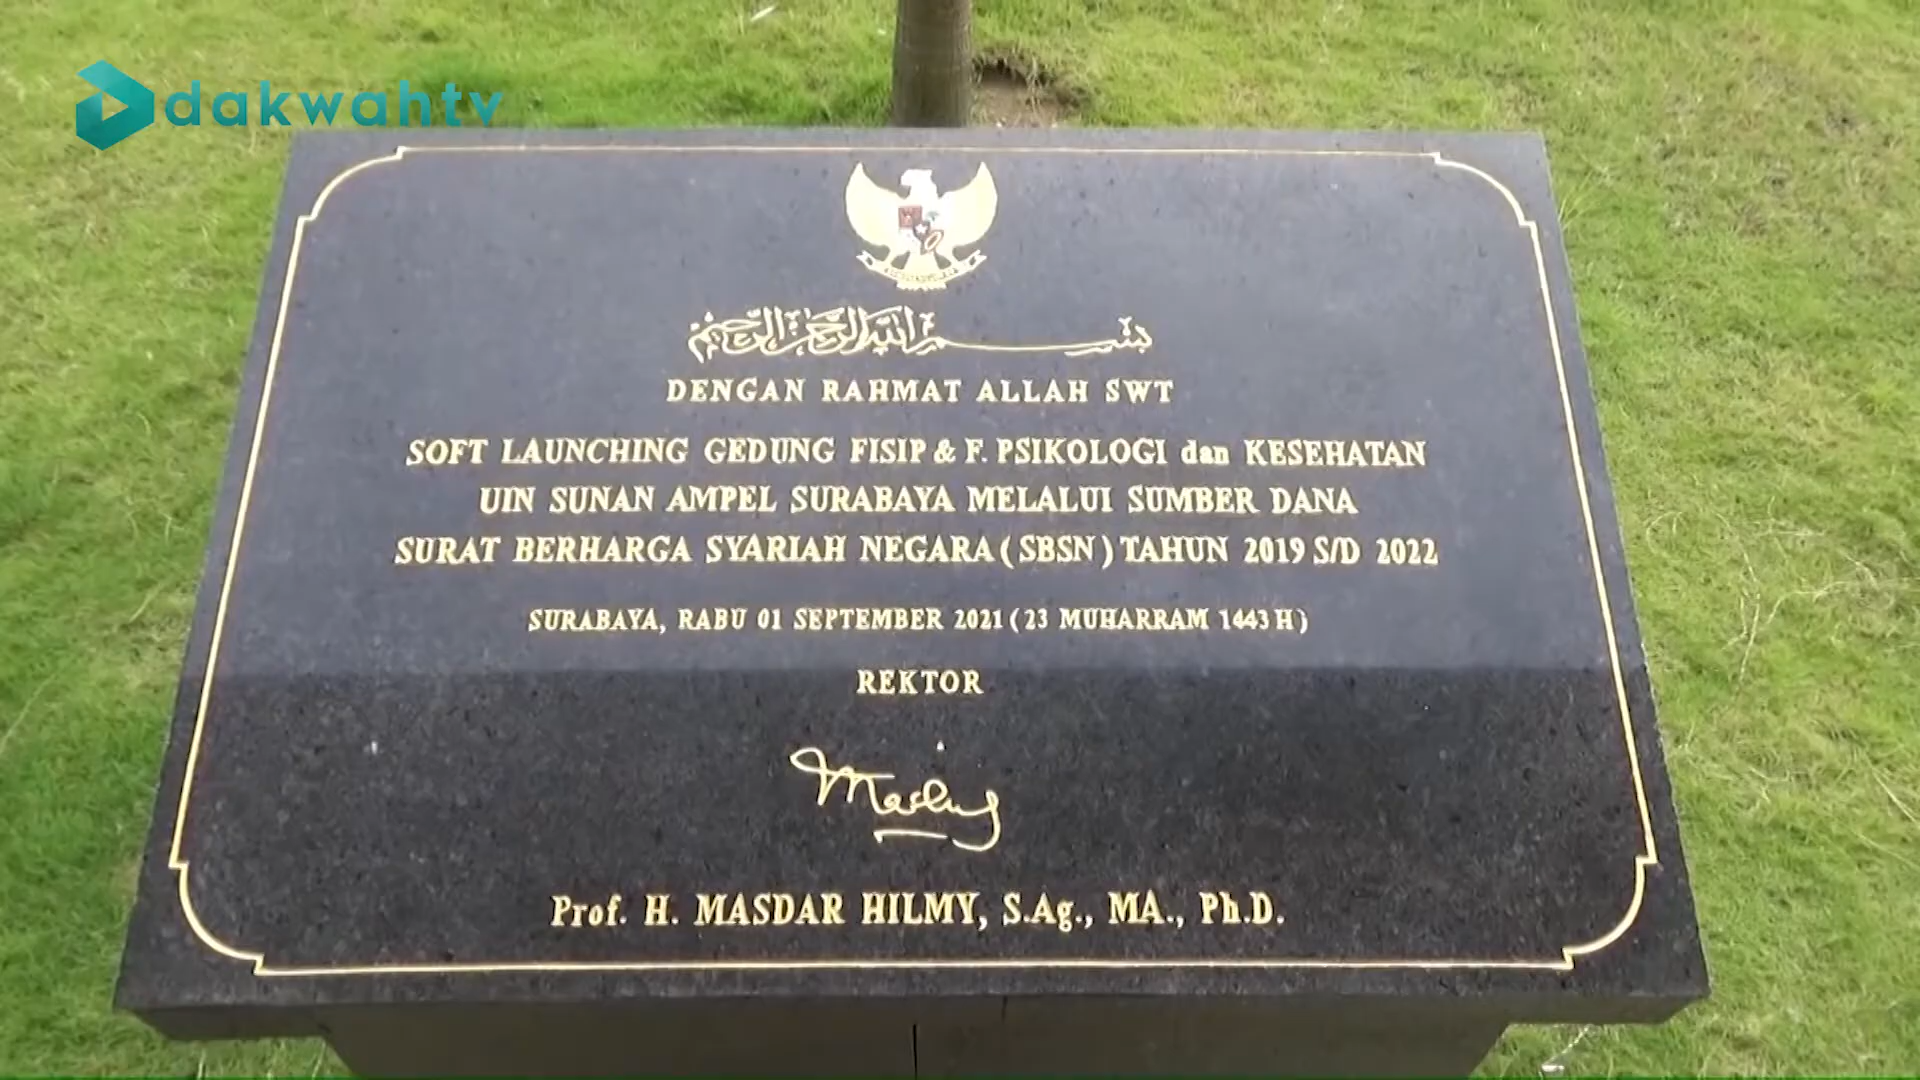 dakwahtv
بسم الله الرحمن الرحيم
DENGAN RAHMAT ALLAH SWT
SOFT LAUNCHING GEDUNG FISIP & F. PSIKOLOGI dan KESEHATAN
UIN SUNAN AMPEL SURABAYA MELALUI SUMBER DANA
SURAT BERHARGA SYARIAH NEGARA (SBSN) TAHUN 2019 S/D 2022
SURABAYA, RABU 01 SEPTEMBER 2021 (23 MUHARRAM 1443 H)
REKTOR
Prof. H. MASDAR HILMY, S.Ag., MA., Ph.D.